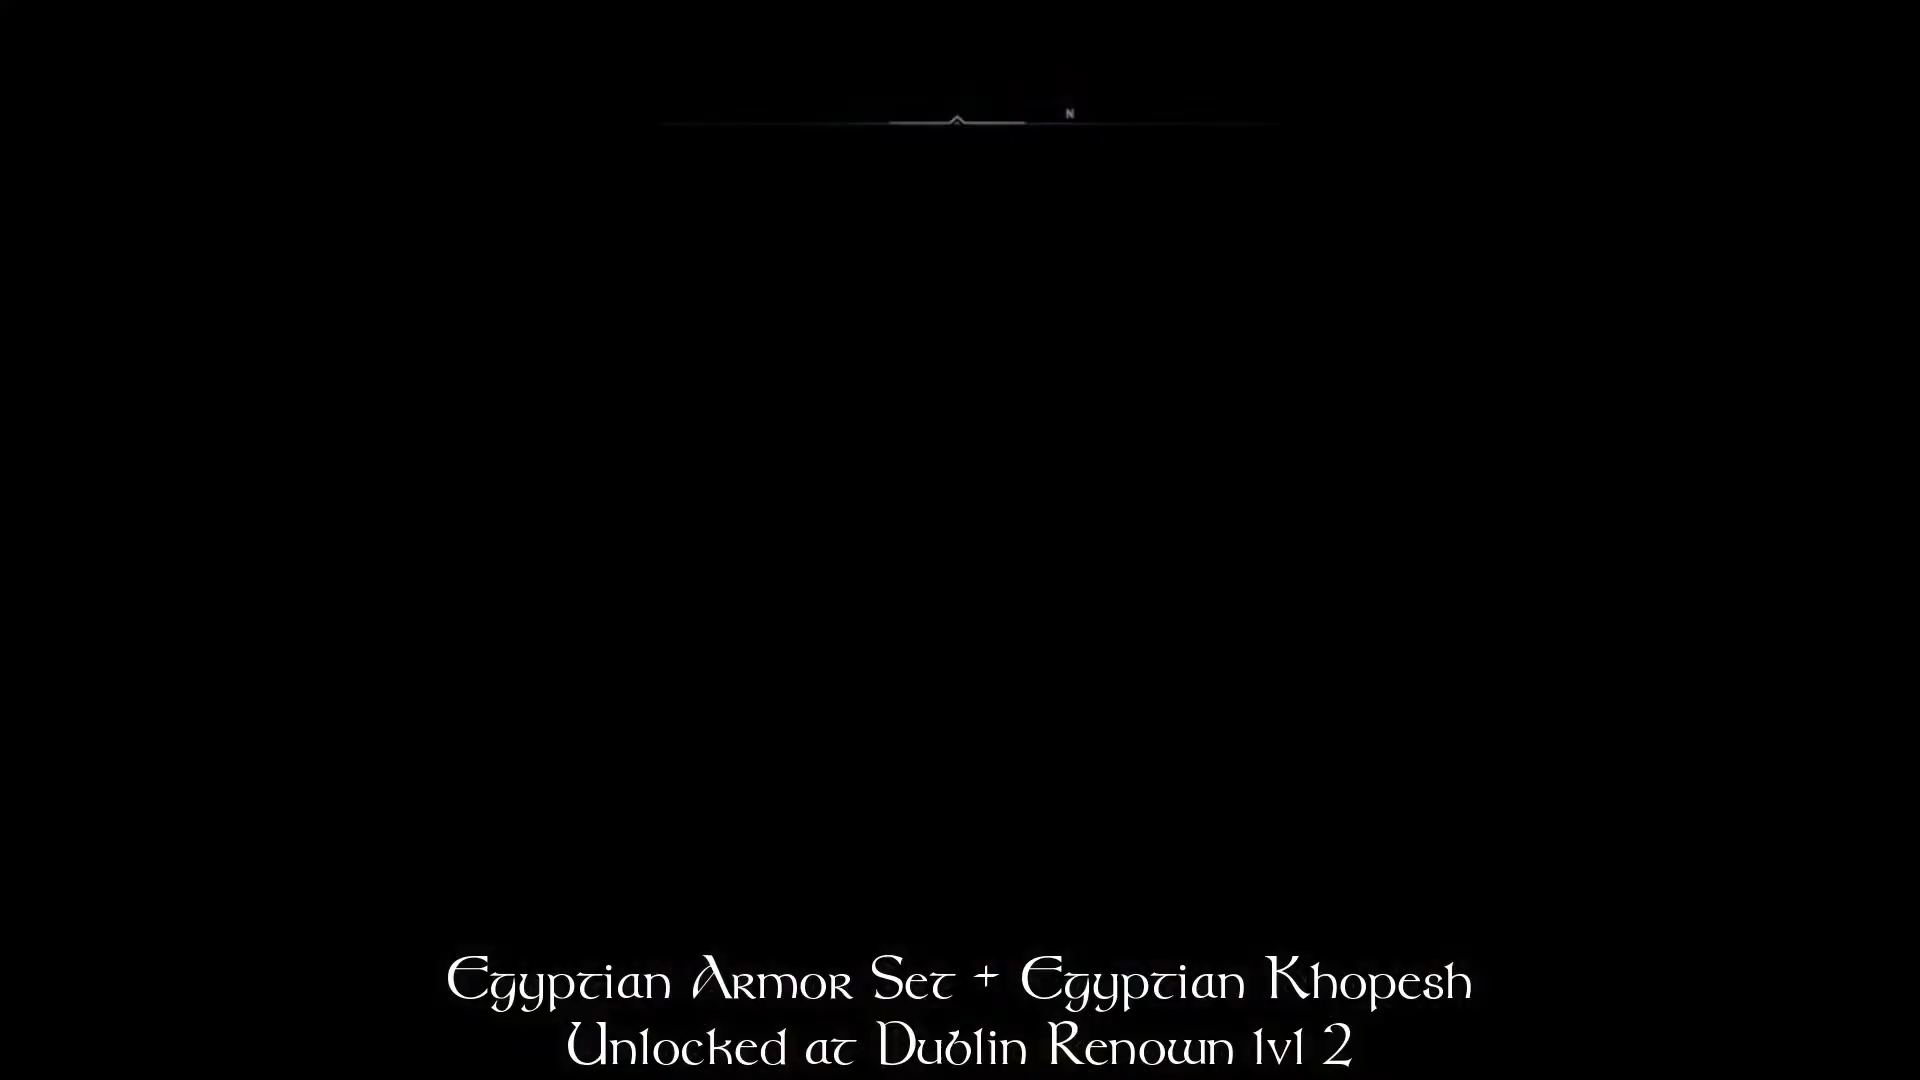 N
Egyptian Armor Set + Egyptian Khopesh
Unlocked at Dublin Renown lvl 2